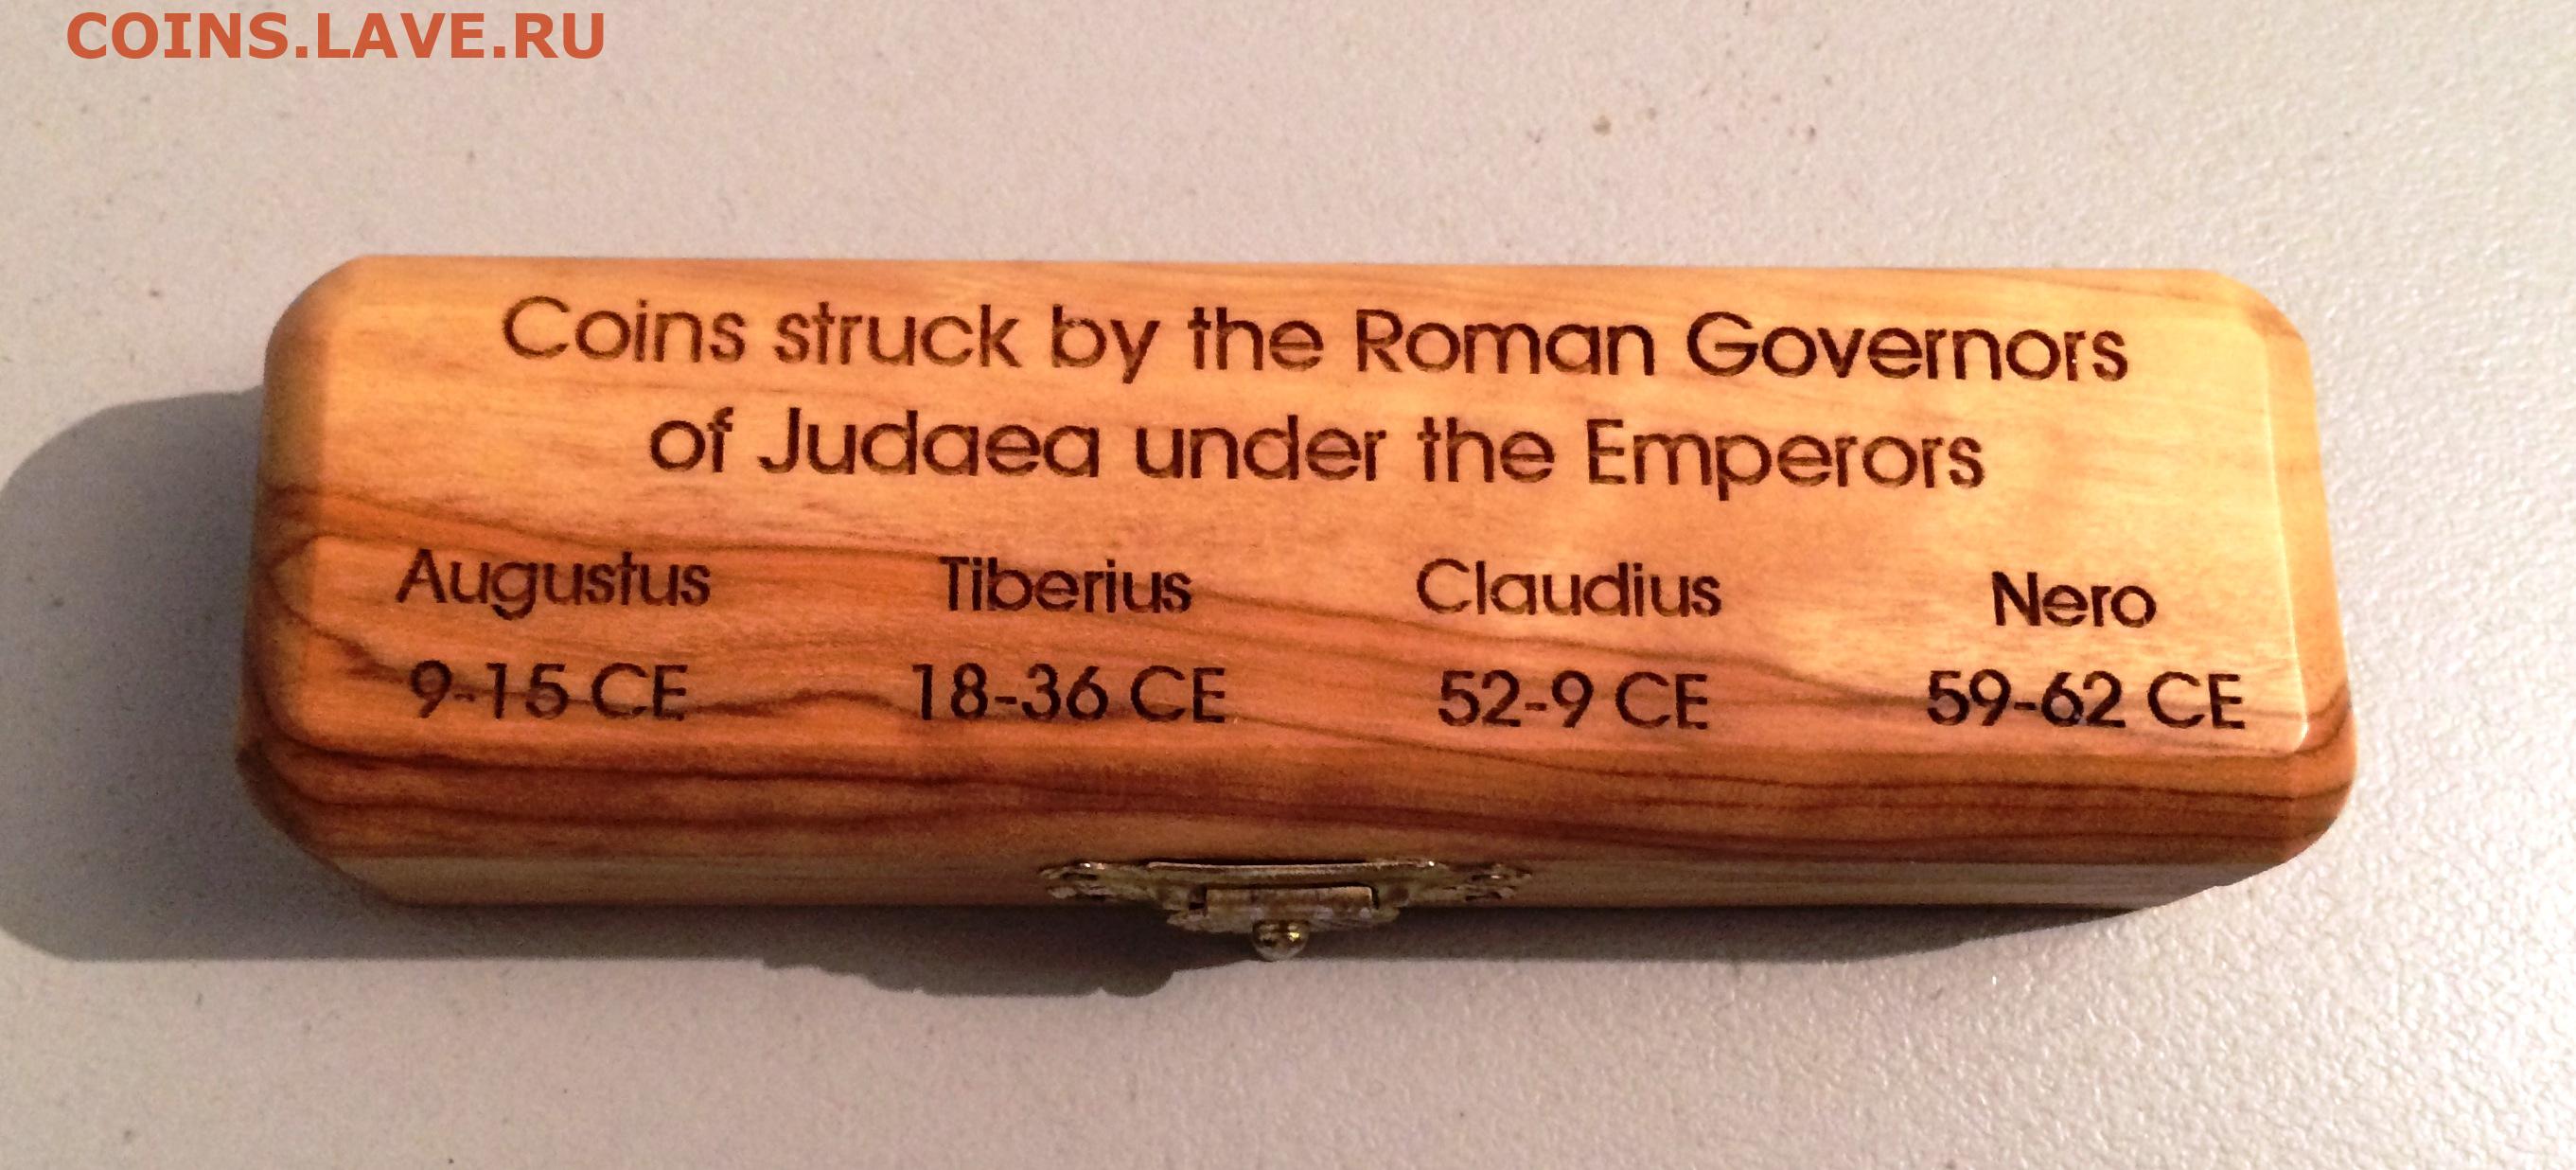 COINS.LAVE.RU
Coins struck by the Roman Governors
of Judaea under the Emperors
Augustus Tiberius Claudius Nero
9-15 CE 18-36 CE 52-9 CE 59-62 CE